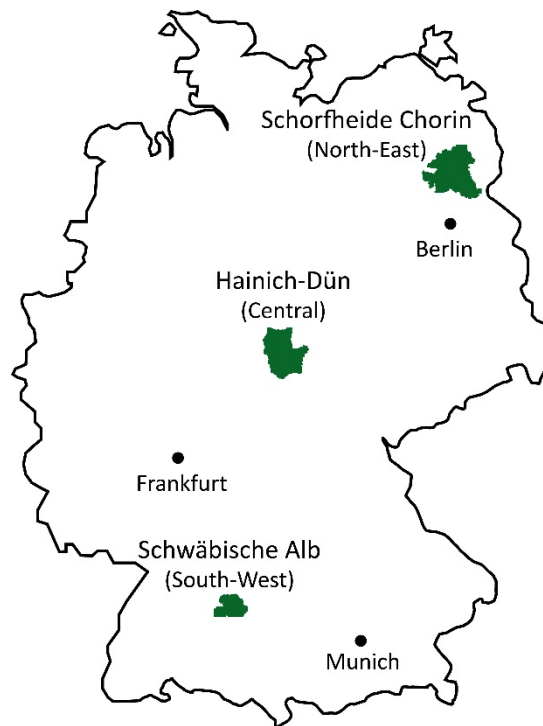 Schorfheide Chorin
(North-East)
Berlin
Hainich-Dün
(Central)
Frankfurt
Schwäbische Alb
(South-West)
Munich